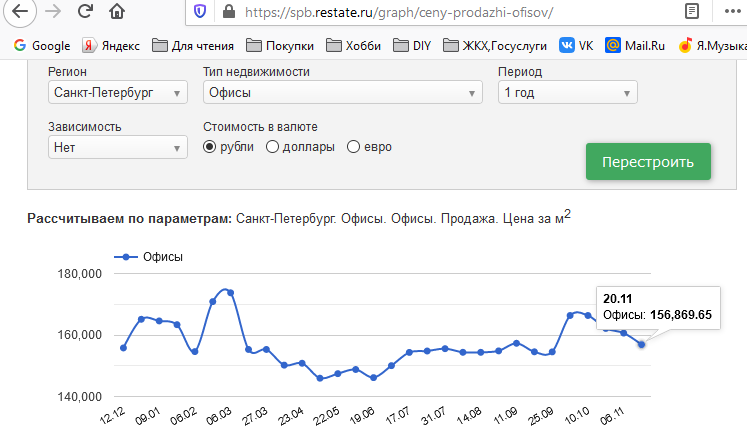 https://spb.restate.ru/graph/ceny-prodazhi-ofisov/
Google Яндекс Для чтения Покупки Хобби DIY ЖКХ,Госуслуги VK Mail.Ru Я.Музыка
Регион Тип недвижимости Период
Санкт-Петербург Офисы 1 год
Зависимость Стоимость в валюте
Нет рубли доллары евро
Перестроить
Рассчитываем по параметрам: Санкт-Петербург. Офисы. Офисы. Продажа. Цена за м2
Офисы
180,000
20.11
Офисы: 156,869.65
160,000
140,000
12-12 09.01 06.02 06.03 27.03 23.04 22.05 19.06 17.07 31.07 14.08 11.09 25.09 10.10 06.11